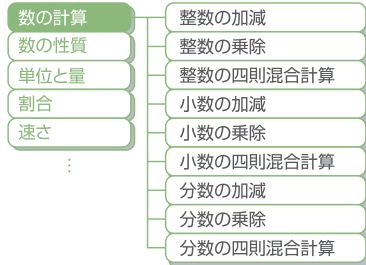 数の計算
数の性質
単位と量
割合
速さ
⋮
整数の加減
整数の乗除
整数の四則混合計算
小数の加減
小数の乗除
小数の四則混合計算
分数の加減
分数の乗除
分数の四則混合計算